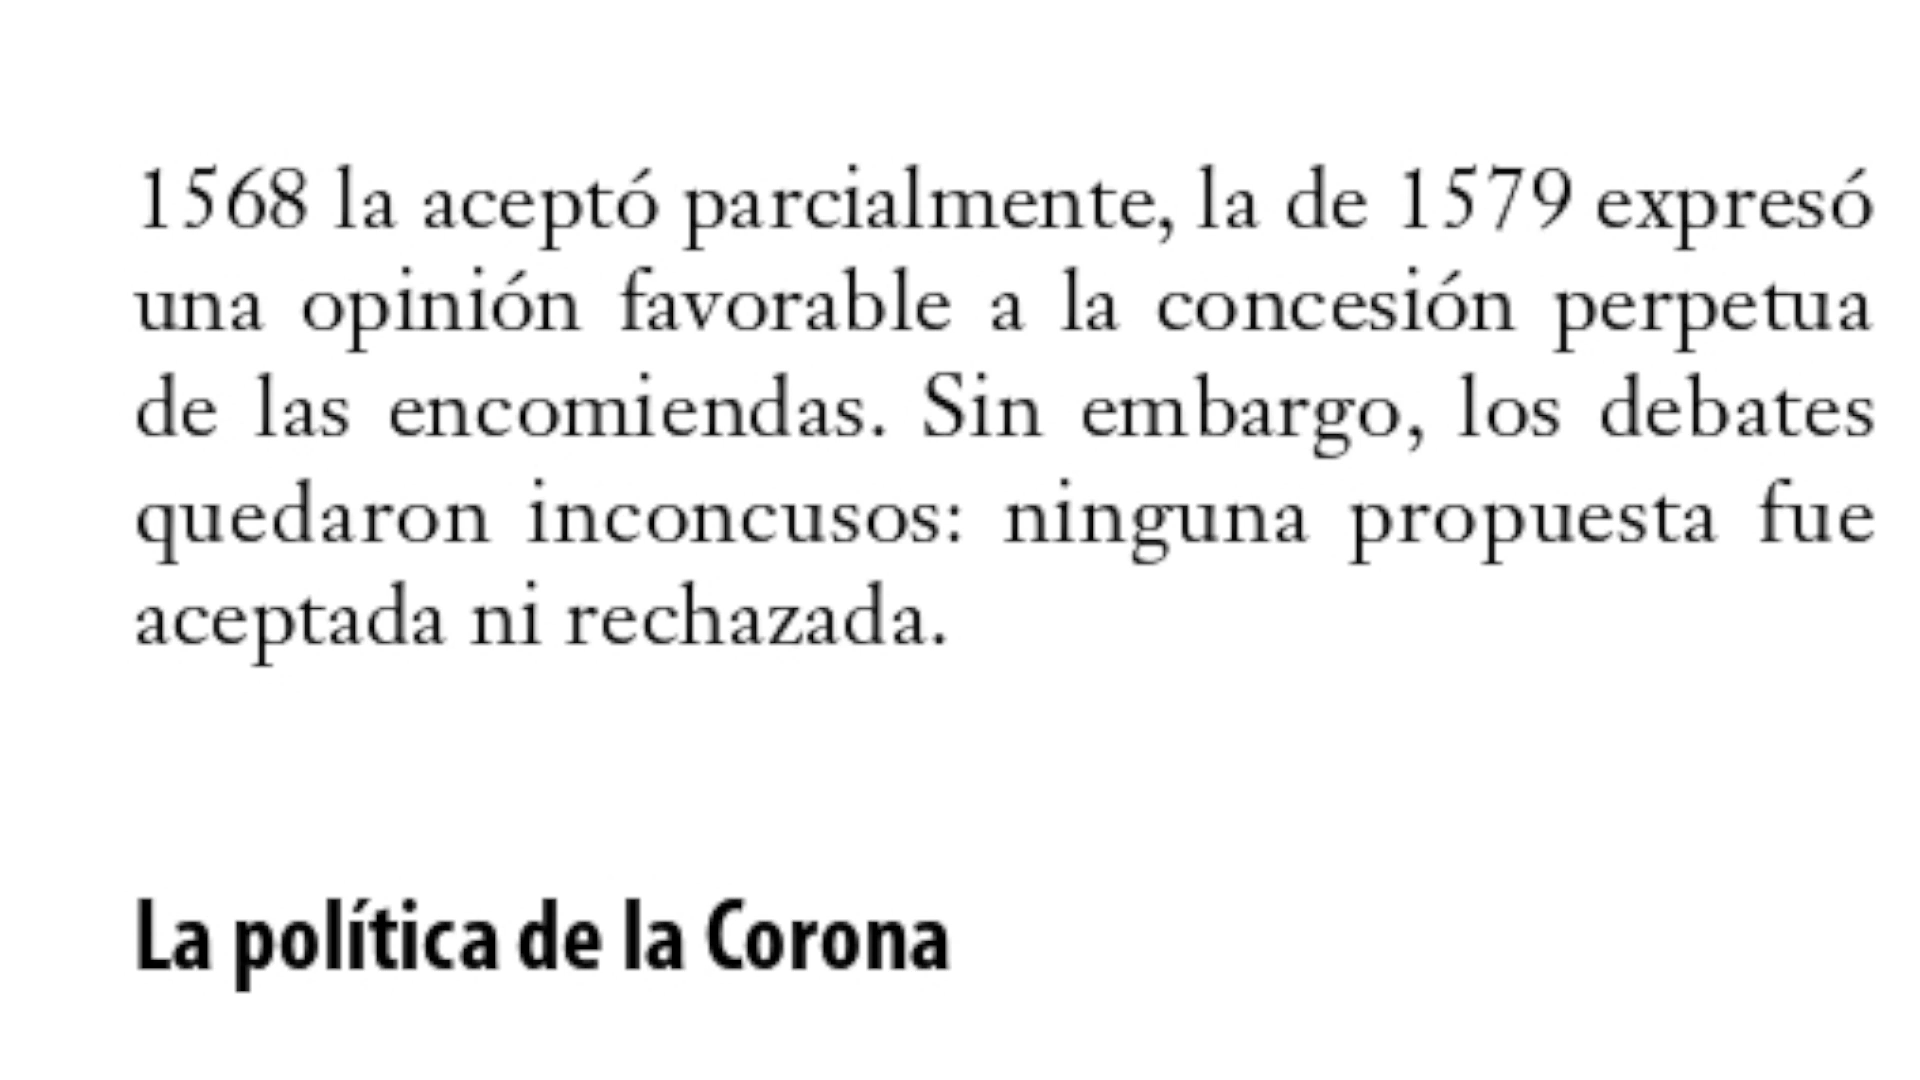 1568 la aceptó parcialmente, la de 1579 expresó
una opinión favorable a la concesión perpetua
de las encomiendas. Sin embargo, los debates
quedaron inconcusos: ninguna propuesta fue
aceptada ni rechazada.
La política de la Corona